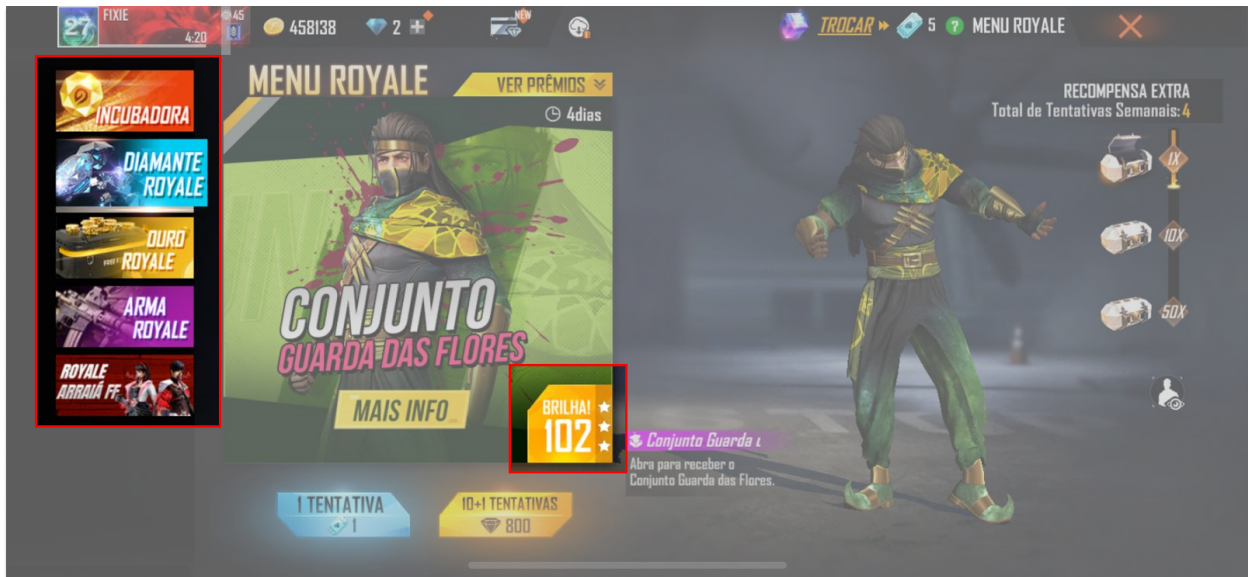 27
FIXIE
4:20
45
458138
2
NEW
TROCAR
5
?
MENU ROYALE
INCUBADORA
DIAMANTE
ROYALE
OURO
ROYALE
ARMA
ROYALE
ROYALE
ARRAIÁ FF
MENU ROYALE
VER PRÊMIOS
4dias
CONJUNTO
GUARDA DAS FLORES
MAIS INFO
BRILHA!
102
1 TENTATIVA
1
10+1 TENTATIVAS
800
Conjunto Guarda
Abra para receber o
Conjunto Guarda das Flores.
RECOMPENSA EXTRA
Total de Tentativas Semanais: 4
1X
10X
50X